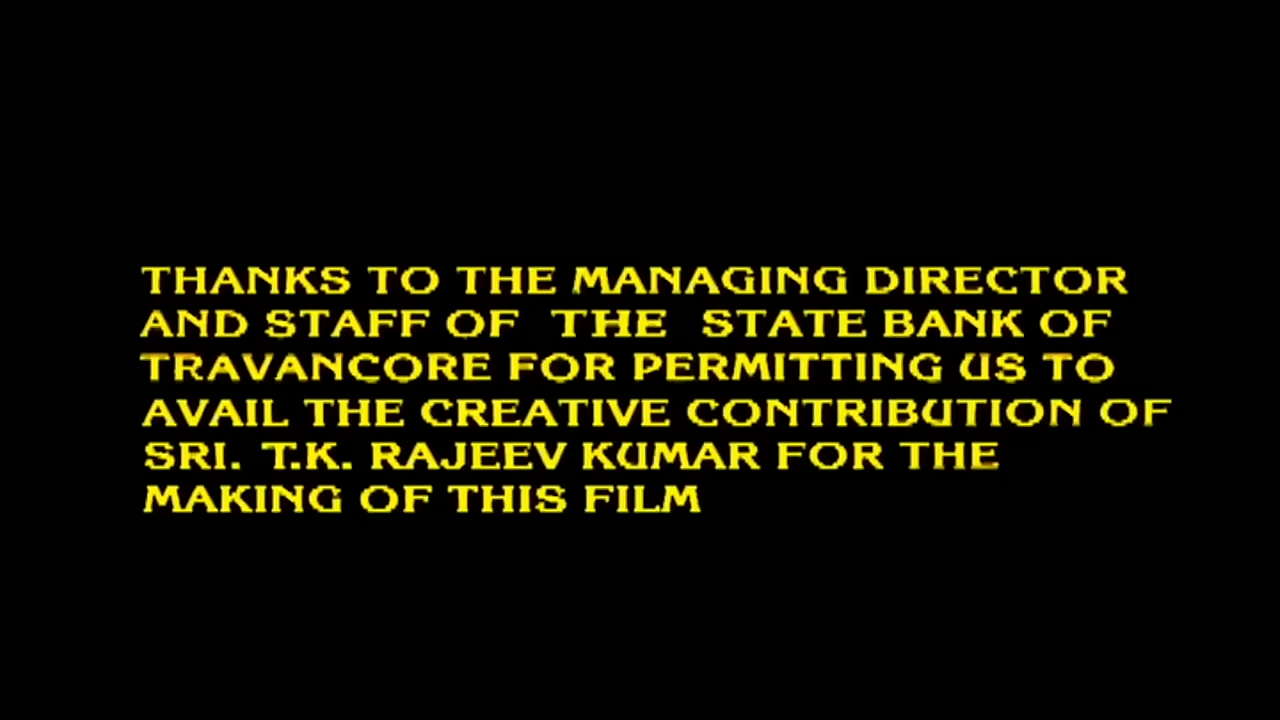 THANKS TO THE MANAGING DIRECTOR
AND STAFF OF THE STATE BANK OF
TRAVANCORE FOR PERMITTING US TO
AVAIL THE CREATIVE CONTRIBUTION OF
SRI. T.K. RAJEEV KUMAR FOR THE
MAKING OF THIS FILM